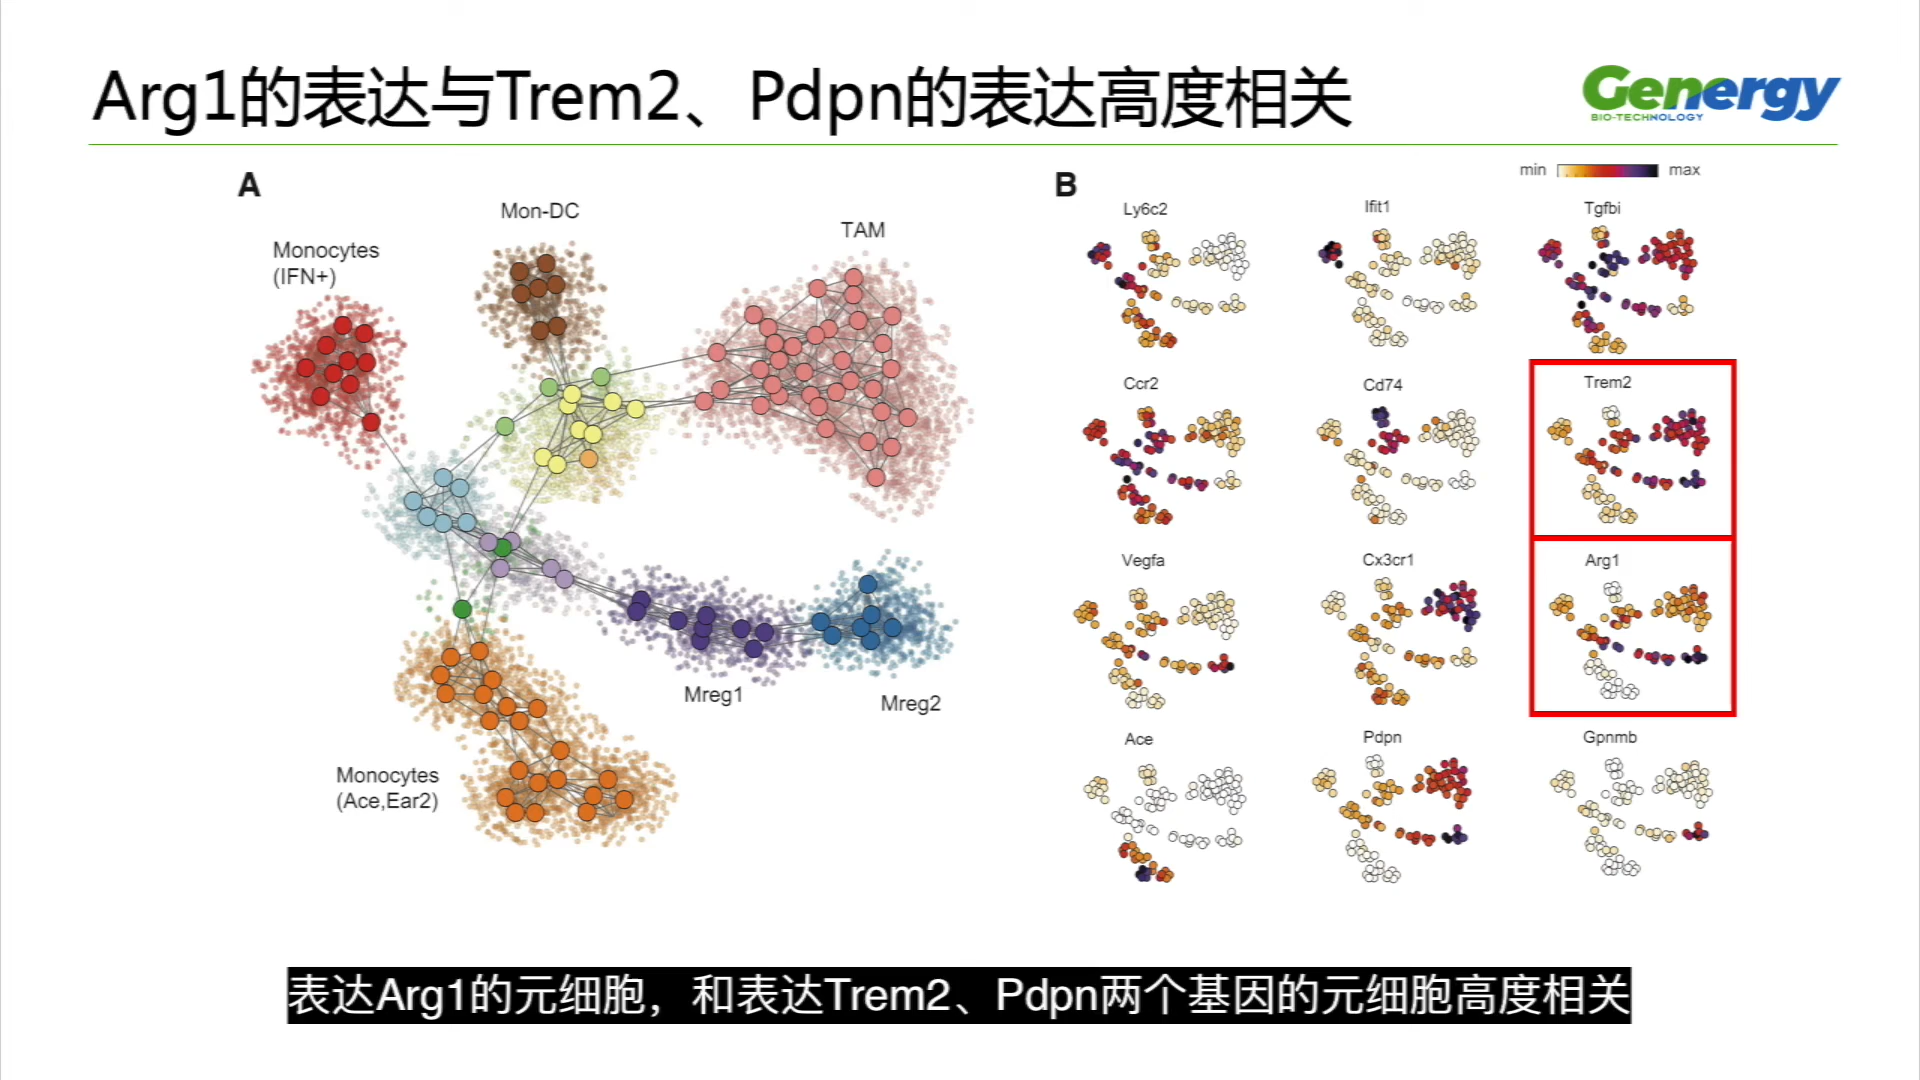 Arg1的表达与Trem2、Pdpn的表达高度相关
Genergy
BIO-TECHNOLOGY
A
Mon-DC
TAM
Monocytes
(IFN+)
Mreg1
Mreg2
Monocytes
(Ace,Ear2)
B
min
max
Ly6c2
Ifit1
Tgfbi
Ccr2
Cd74
Trem2
Vegfa
Cx3cr1
Arg1
Ace
Pdpn
Gpnmb
表达Arg1的元细胞，和表达Trem2、Pdpn两个基因的元细胞高度相关